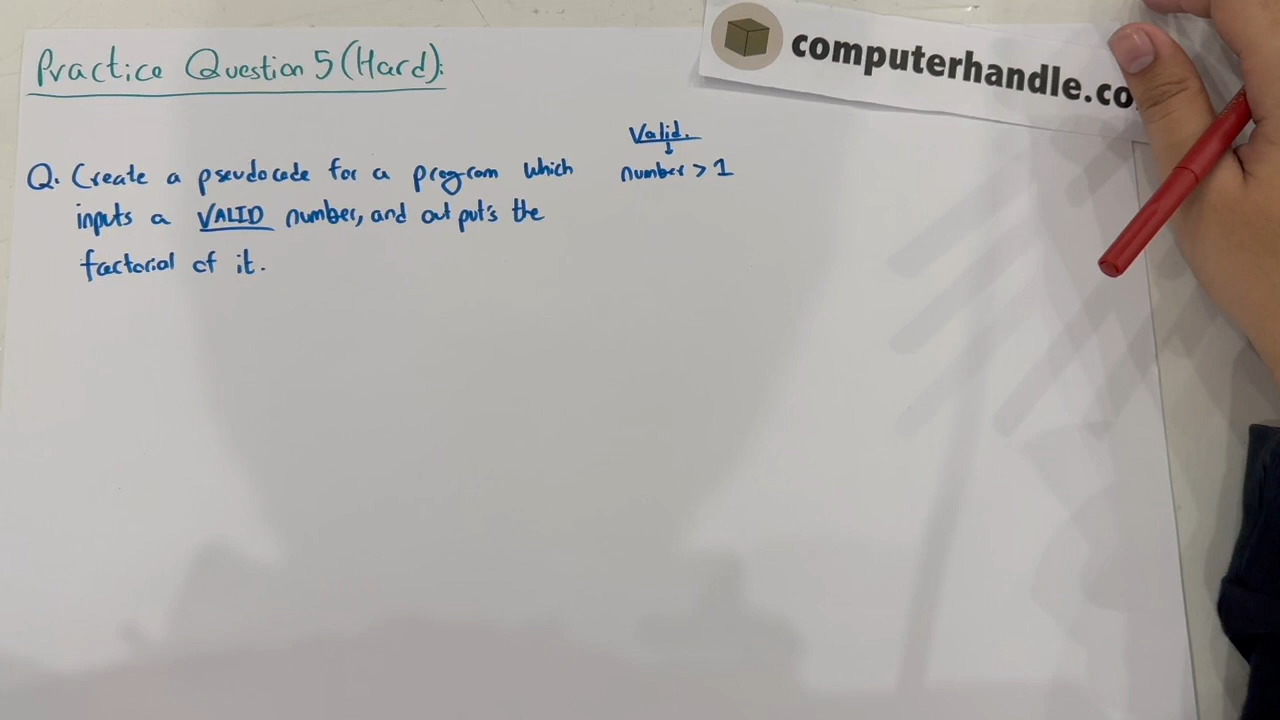 Practice Question 5 (Hard):
computerhandle.co
Valid.
number > 1
Q. Create a pseudocode for a program which
inputs a VALID number, and output's the
factorial of it.